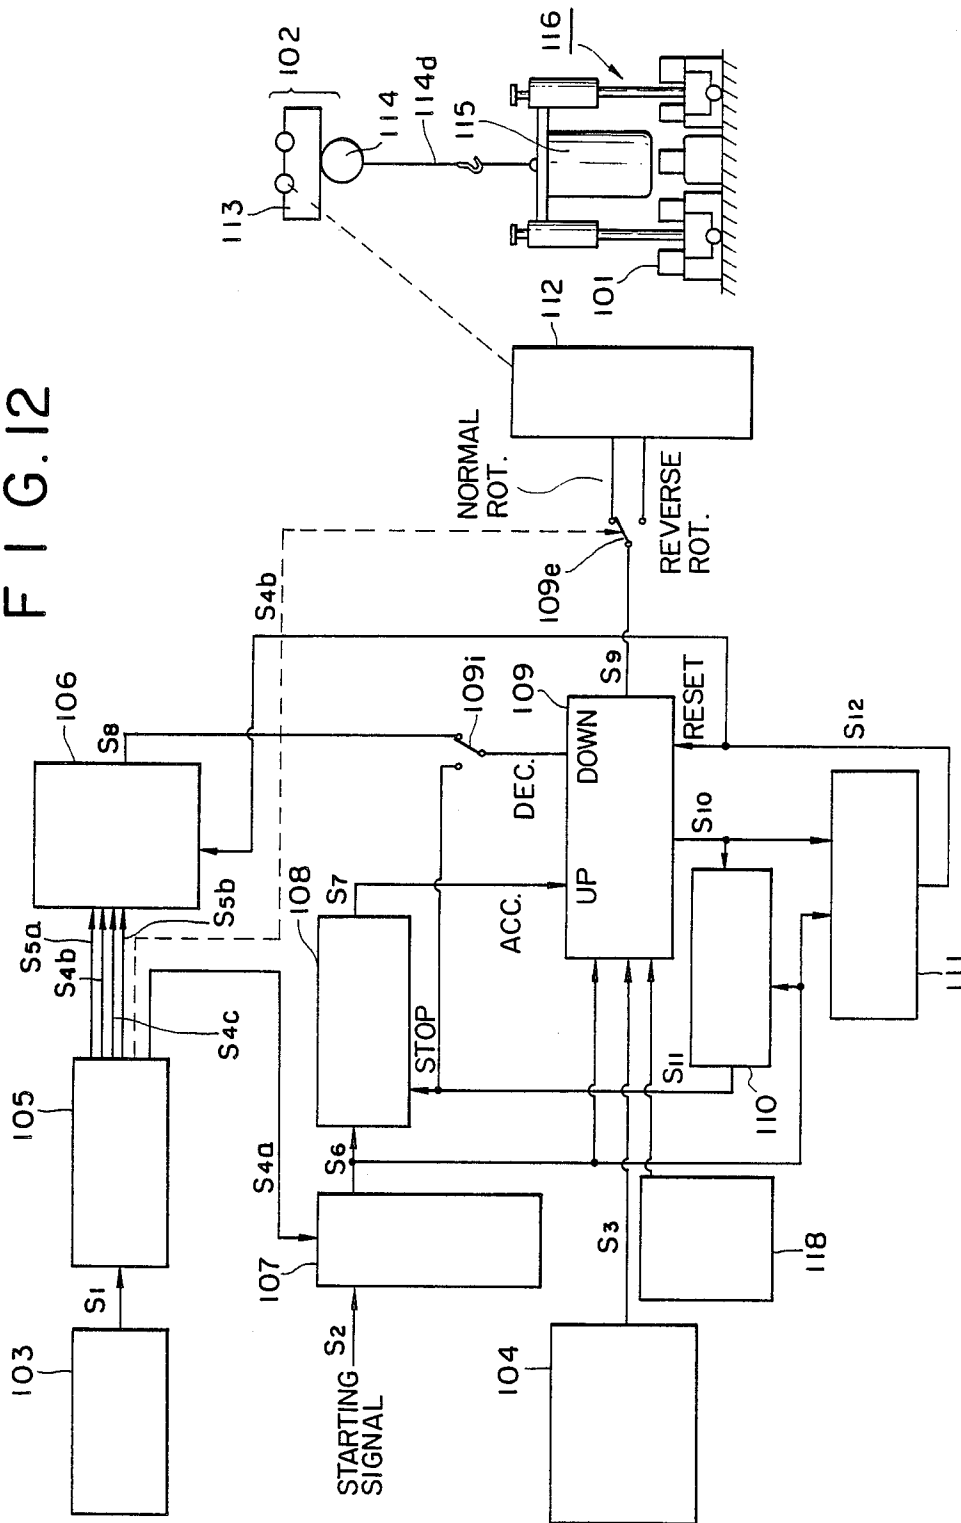 F I G. 12
103
S1
105
S5a
S4b
S4c
S5b
106
S8
S4b
102
113
114
114d
115
116
101
STARTING
SIGNAL
S2
107
S4a
S6
108
STOP
S7
ACC.
DEC.
109i
UP
DOWN
109
S9
109e
NORMAL
ROT.
REVERSE
ROT.
112
104
S3
118
S11
110
S10
RESET
S12
111